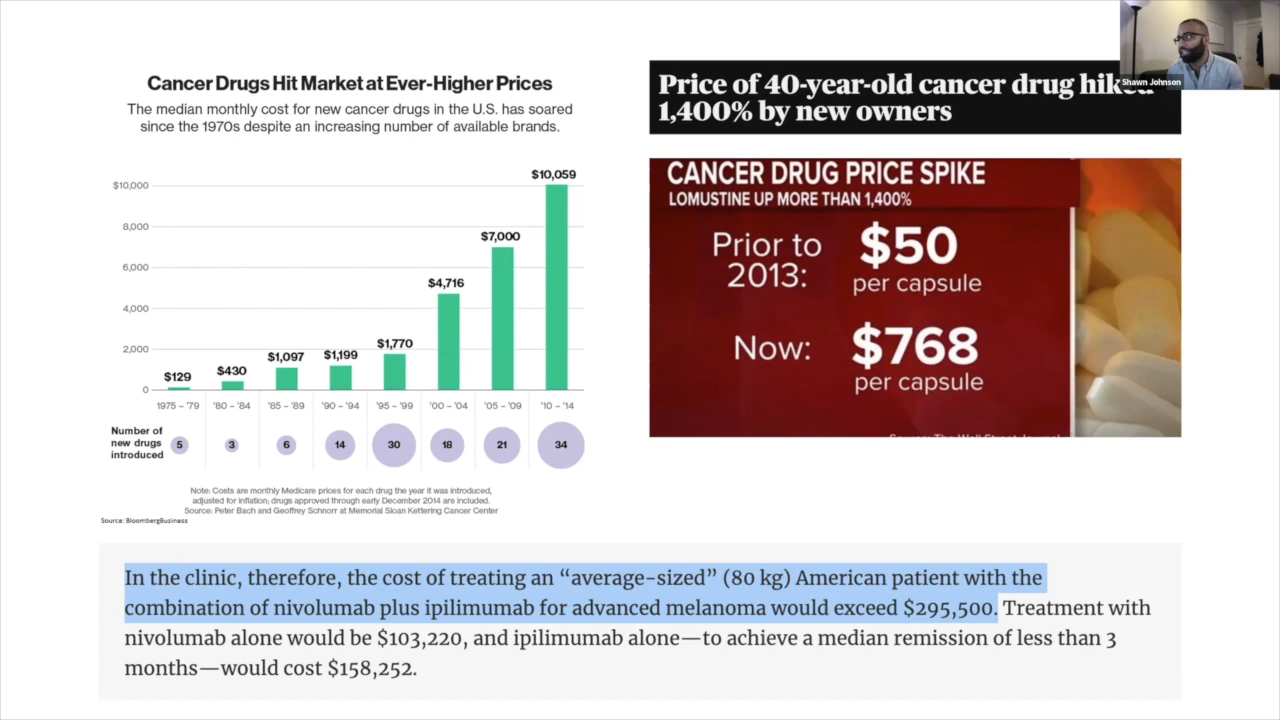 Cancer Drugs Hit Market at Ever-Higher Prices
The median monthly cost for new cancer drugs in the U.S. has soared
since the 1970s despite an increasing number of available brands.
$10,000
8,000
6,000
4,000
2,000
0
$129
$430
$1,097
$1,199
$1,770
$4,716
$7,000
$10,059
1975 – '79
'80 – '84
'85 – '89
'90 – '94
'95 – '99
'00 – '04
'05 – '09
'10 – '14
Number of
new drugs
introduced
5
3
6
14
30
18
21
34
Note: Costs are monthly Medicare prices for each drug the year it was introduced,
adjusted for inflation; drugs approved through early December 2014 are included.
Source: Peter Bach and Geoffrey Schnorr at Memorial Sloan Kettering Cancer Center
Source: BloombergBusiness
Shawn Johnson
Price of 40-year-old cancer drug hiked
1,400% by new owners
CANCER DRUG PRICE SPIKE
LOMUSTINE UP MORE THAN 1,400%
Prior to
2013:
$50
per capsule
Now:
$768
per capsule
Source: The Wall Street Journal
In the clinic, therefore, the cost of treating an “average-sized” (80 kg) American patient with the
combination of nivolumab plus ipilimumab for advanced melanoma would exceed $295,500. Treatment with
nivolumab alone would be $103,220, and ipilimumab alone—to achieve a median remission of less than 3
months—would cost $158,252.